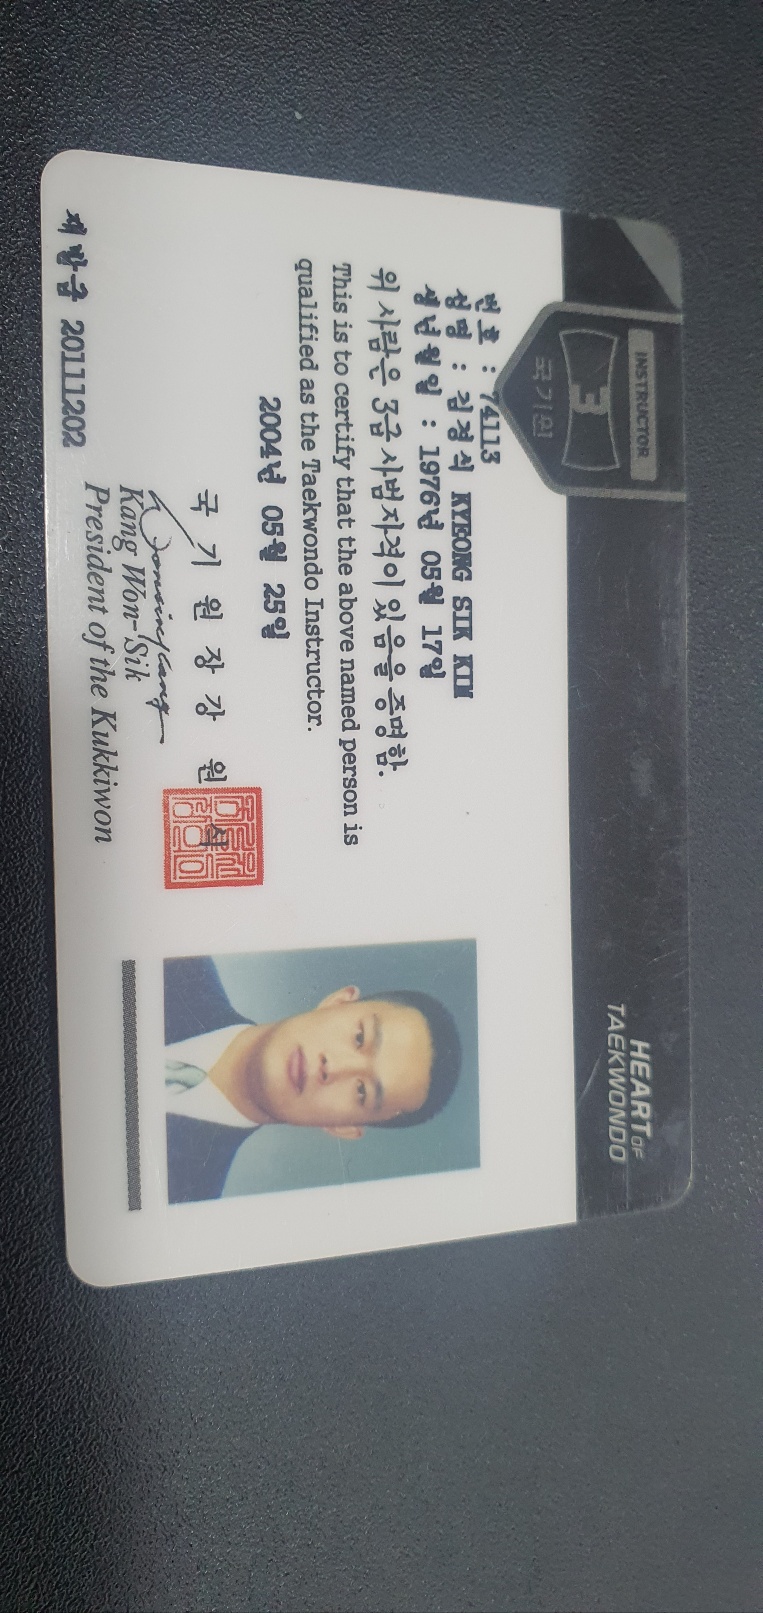 INSTRUCTOR
3
국기원
HEART OF
TAEKWONDO
번호 : 74113
성명 : 김경식 KYEONG SIK KIM
생년월일 : 1976년 05월 17일
위 사람은 3급 사범자격이 있음을 증명함.
This is to certify that the above named person is
qualified as the Taekwondo Instructor.
2004년 05월 25일
국 기 원 장 강 원 식
Kang Won-Sik
President of the Kukkiwon
재발급 20111202